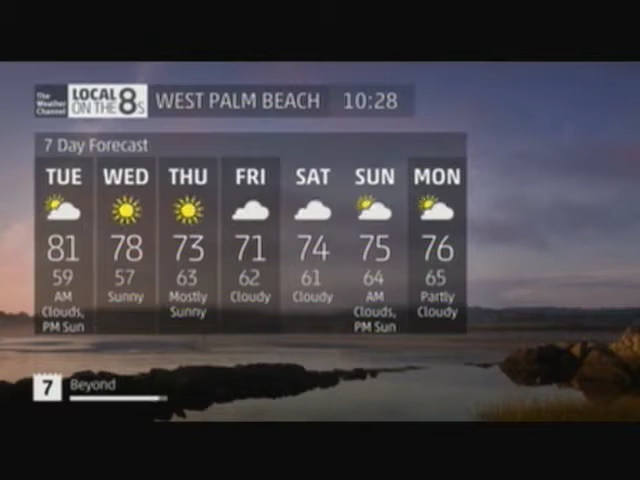 The Weather Channel
LOCAL ON THE 8s
WEST PALM BEACH 10:28
7 Day Forecast
TUE WED THU FRI SAT SUN MON
81 78 73 71 74 75 76
59 57 63 62 61 64 65
AM Clouds, PM Sun
Sunny
Mostly Sunny
Cloudy
Cloudy
AM Clouds, PM Sun
Partly Cloudy
7 Beyond